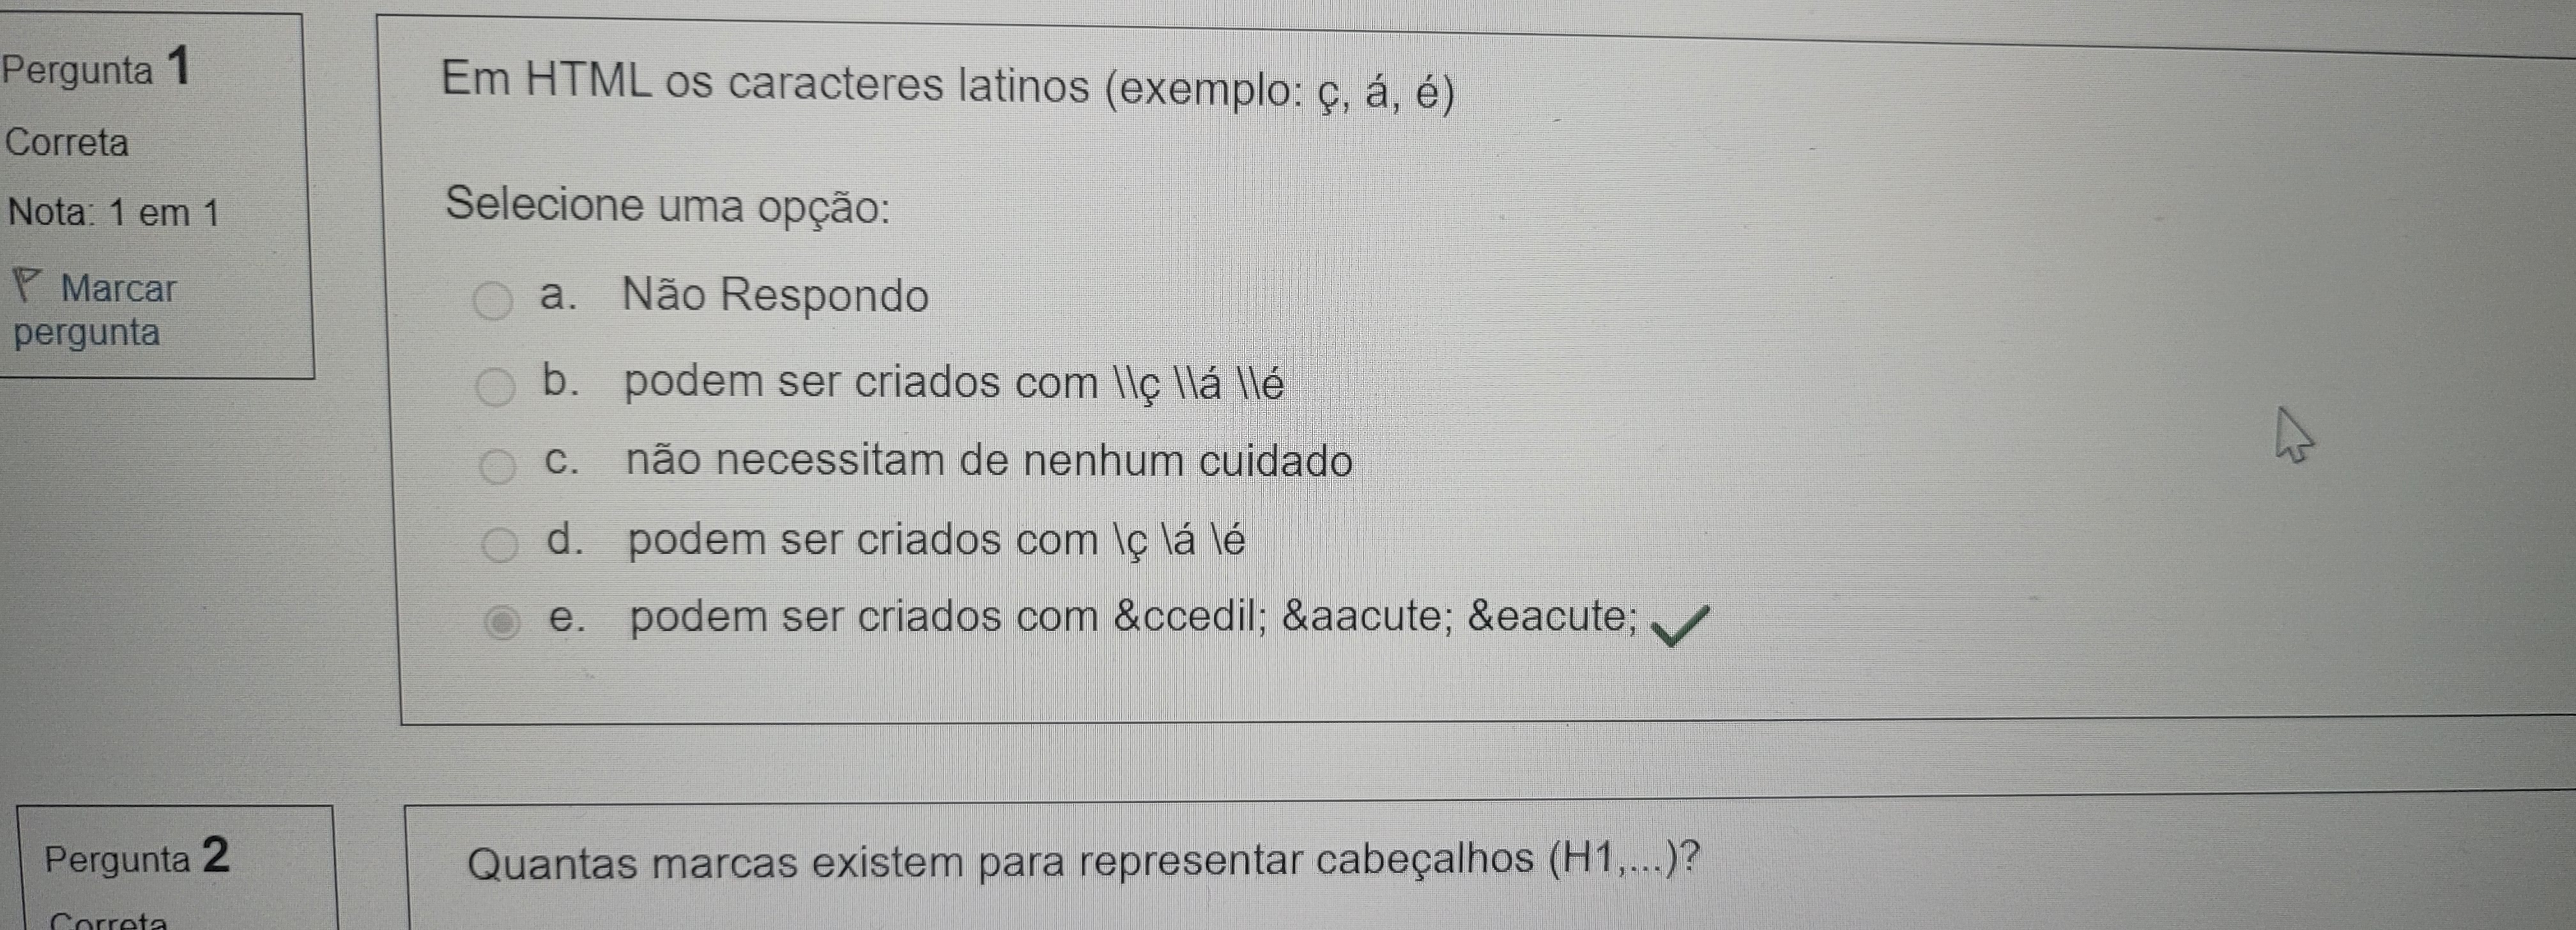 Pergunta 1
Correta
Nota: 1 em 1
Marcar
pergunta
Em HTML os caracteres latinos (exemplo: ç, á, é)
Selecione uma opção:
a. Não Respondo
b. podem ser criados com \\ç \\á \\é
c. não necessitam de nenhum cuidado
d. podem ser criados com \ç \á \é
e. podem ser criados com &ccedil; &aacute; &eacute;
Pergunta 2
Correta
Quantas marcas existem para representar cabeçalhos (H1,...)?